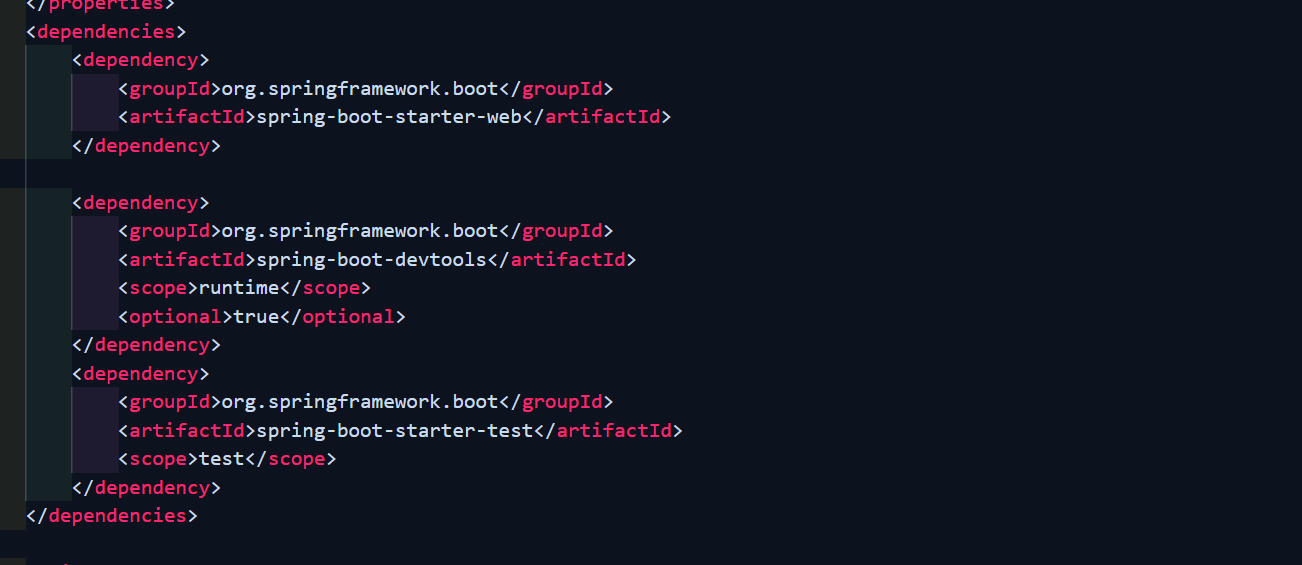 </properties>
<dependencies>
<dependency>
<groupId>org.springframework.boot</groupId>
<artifactId>spring-boot-starter-web</artifactId>
</dependency>
<dependency>
<groupId>org.springframework.boot</groupId>
<artifactId>spring-boot-devtools</artifactId>
<scope>runtime</scope>
<optional>true</optional>
</dependency>
<dependency>
<groupId>org.springframework.boot</groupId>
<artifactId>spring-boot-starter-test</artifactId>
<scope>test</scope>
</dependency>
</dependencies>